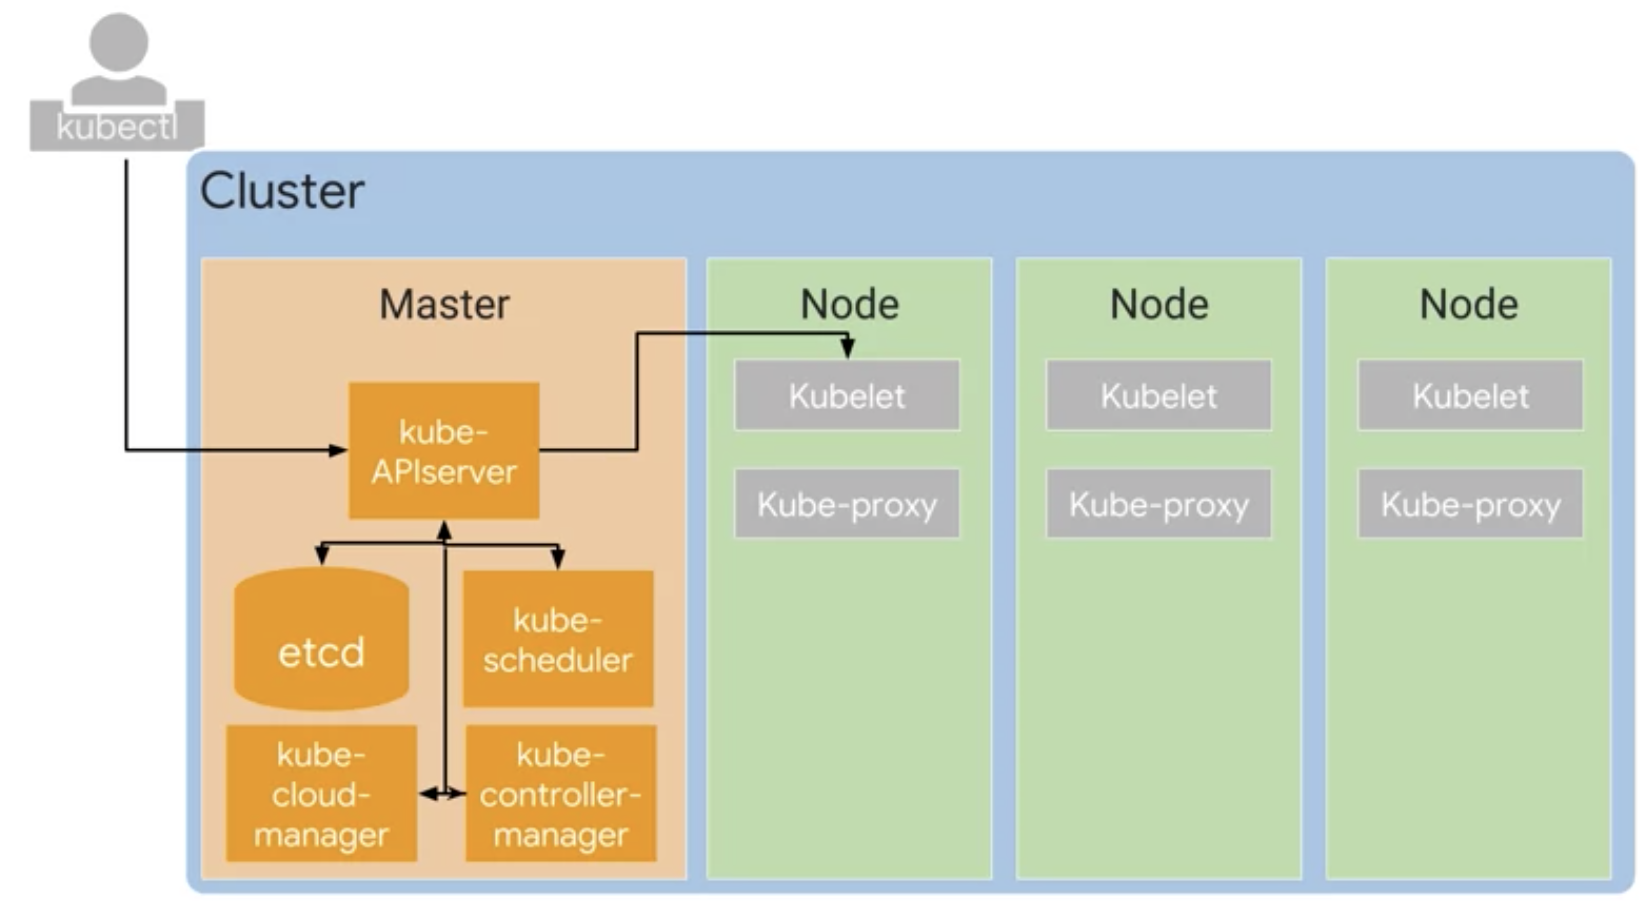 kubectl
Cluster
Master
kube-
APIserver
etcd
kube-
scheduler
kube-
cloud-
manager
kube-
controller-
manager
Node
Kubelet
Kube-proxy
Node
Kubelet
Kube-proxy
Node
Kubelet
Kube-proxy